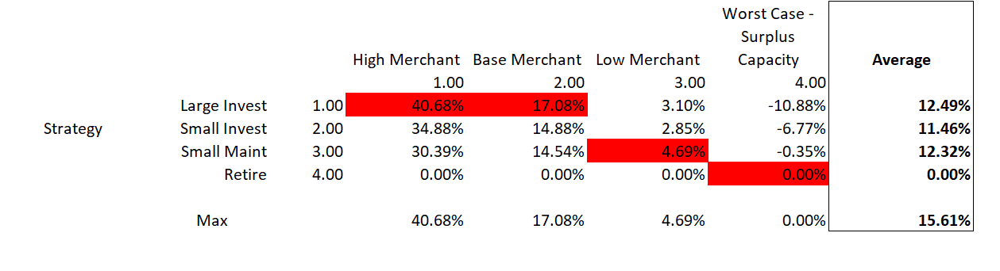 Worst Case -
Surplus
High Merchant Base Merchant Low Merchant Capacity Average
1.00 2.00 3.00 4.00
Large Invest 1.00 40.68% 17.08% 3.10% -10.88% 12.49%
Strategy Small Invest 2.00 34.88% 14.88% 2.85% -6.77% 11.46%
Small Maint 3.00 30.39% 14.54% 4.69% -0.35% 12.32%
Retire 4.00 0.00% 0.00% 0.00% 0.00% 0.00%
Max 40.68% 17.08% 4.69% 0.00% 15.61%